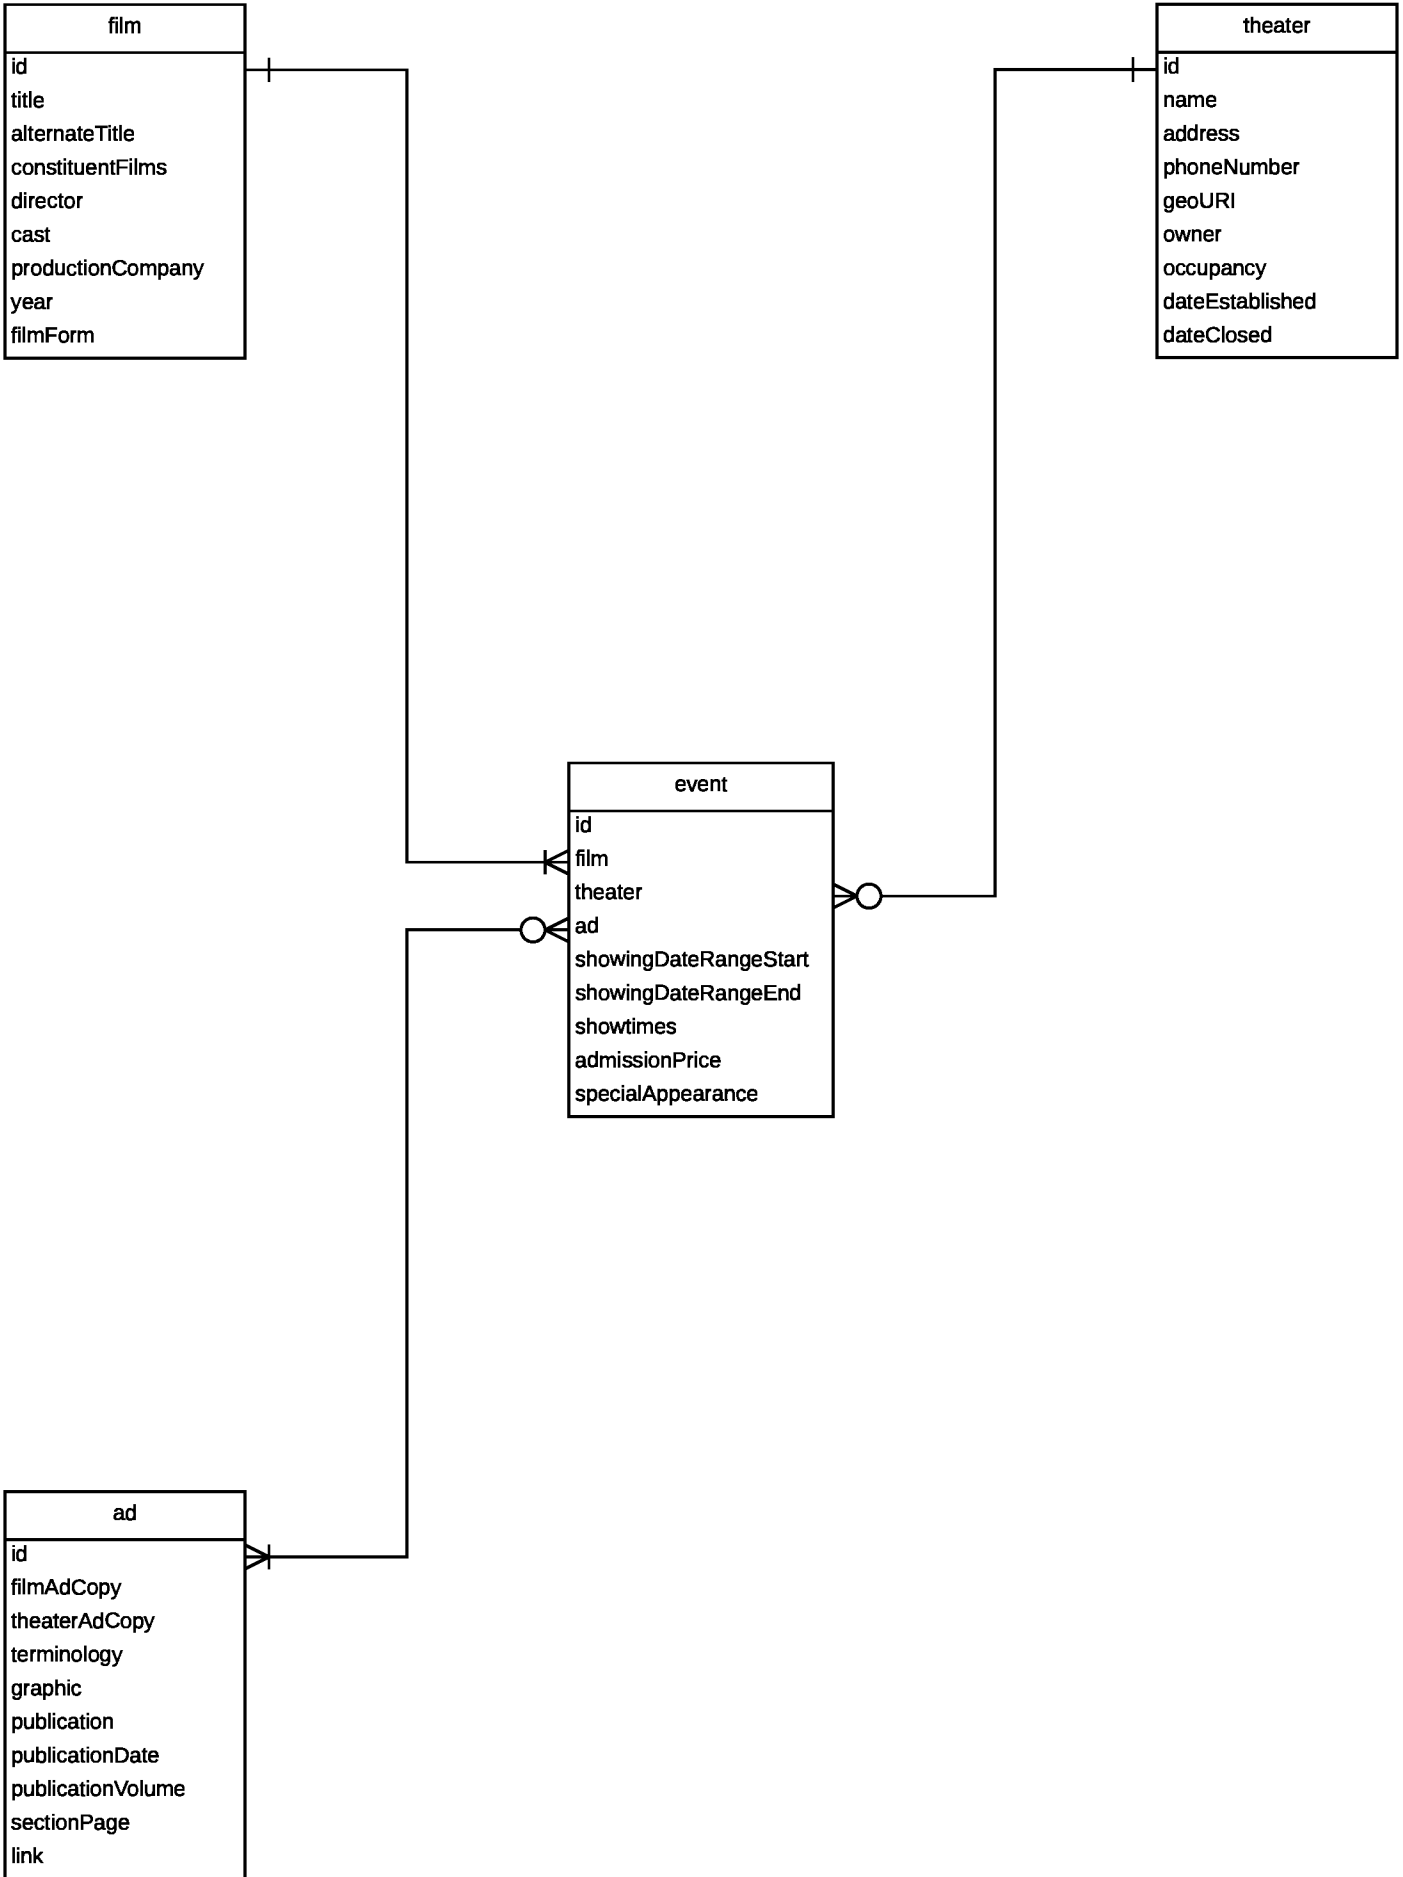 film
id
title
alternateTitle
constituentFilms
director
cast
productionCompany
year
filmForm
theater
id
name
address
phoneNumber
geoURI
owner
occupancy
dateEstablished
dateClosed
event
id
film
theater
ad
showingDateRangeStart
showingDateRangeEnd
showtimes
admissionPrice
specialAppearance
ad
id
filmAdCopy
theaterAdCopy
terminology
graphic
publication
publicationDate
publicationVolume
sectionPage
link